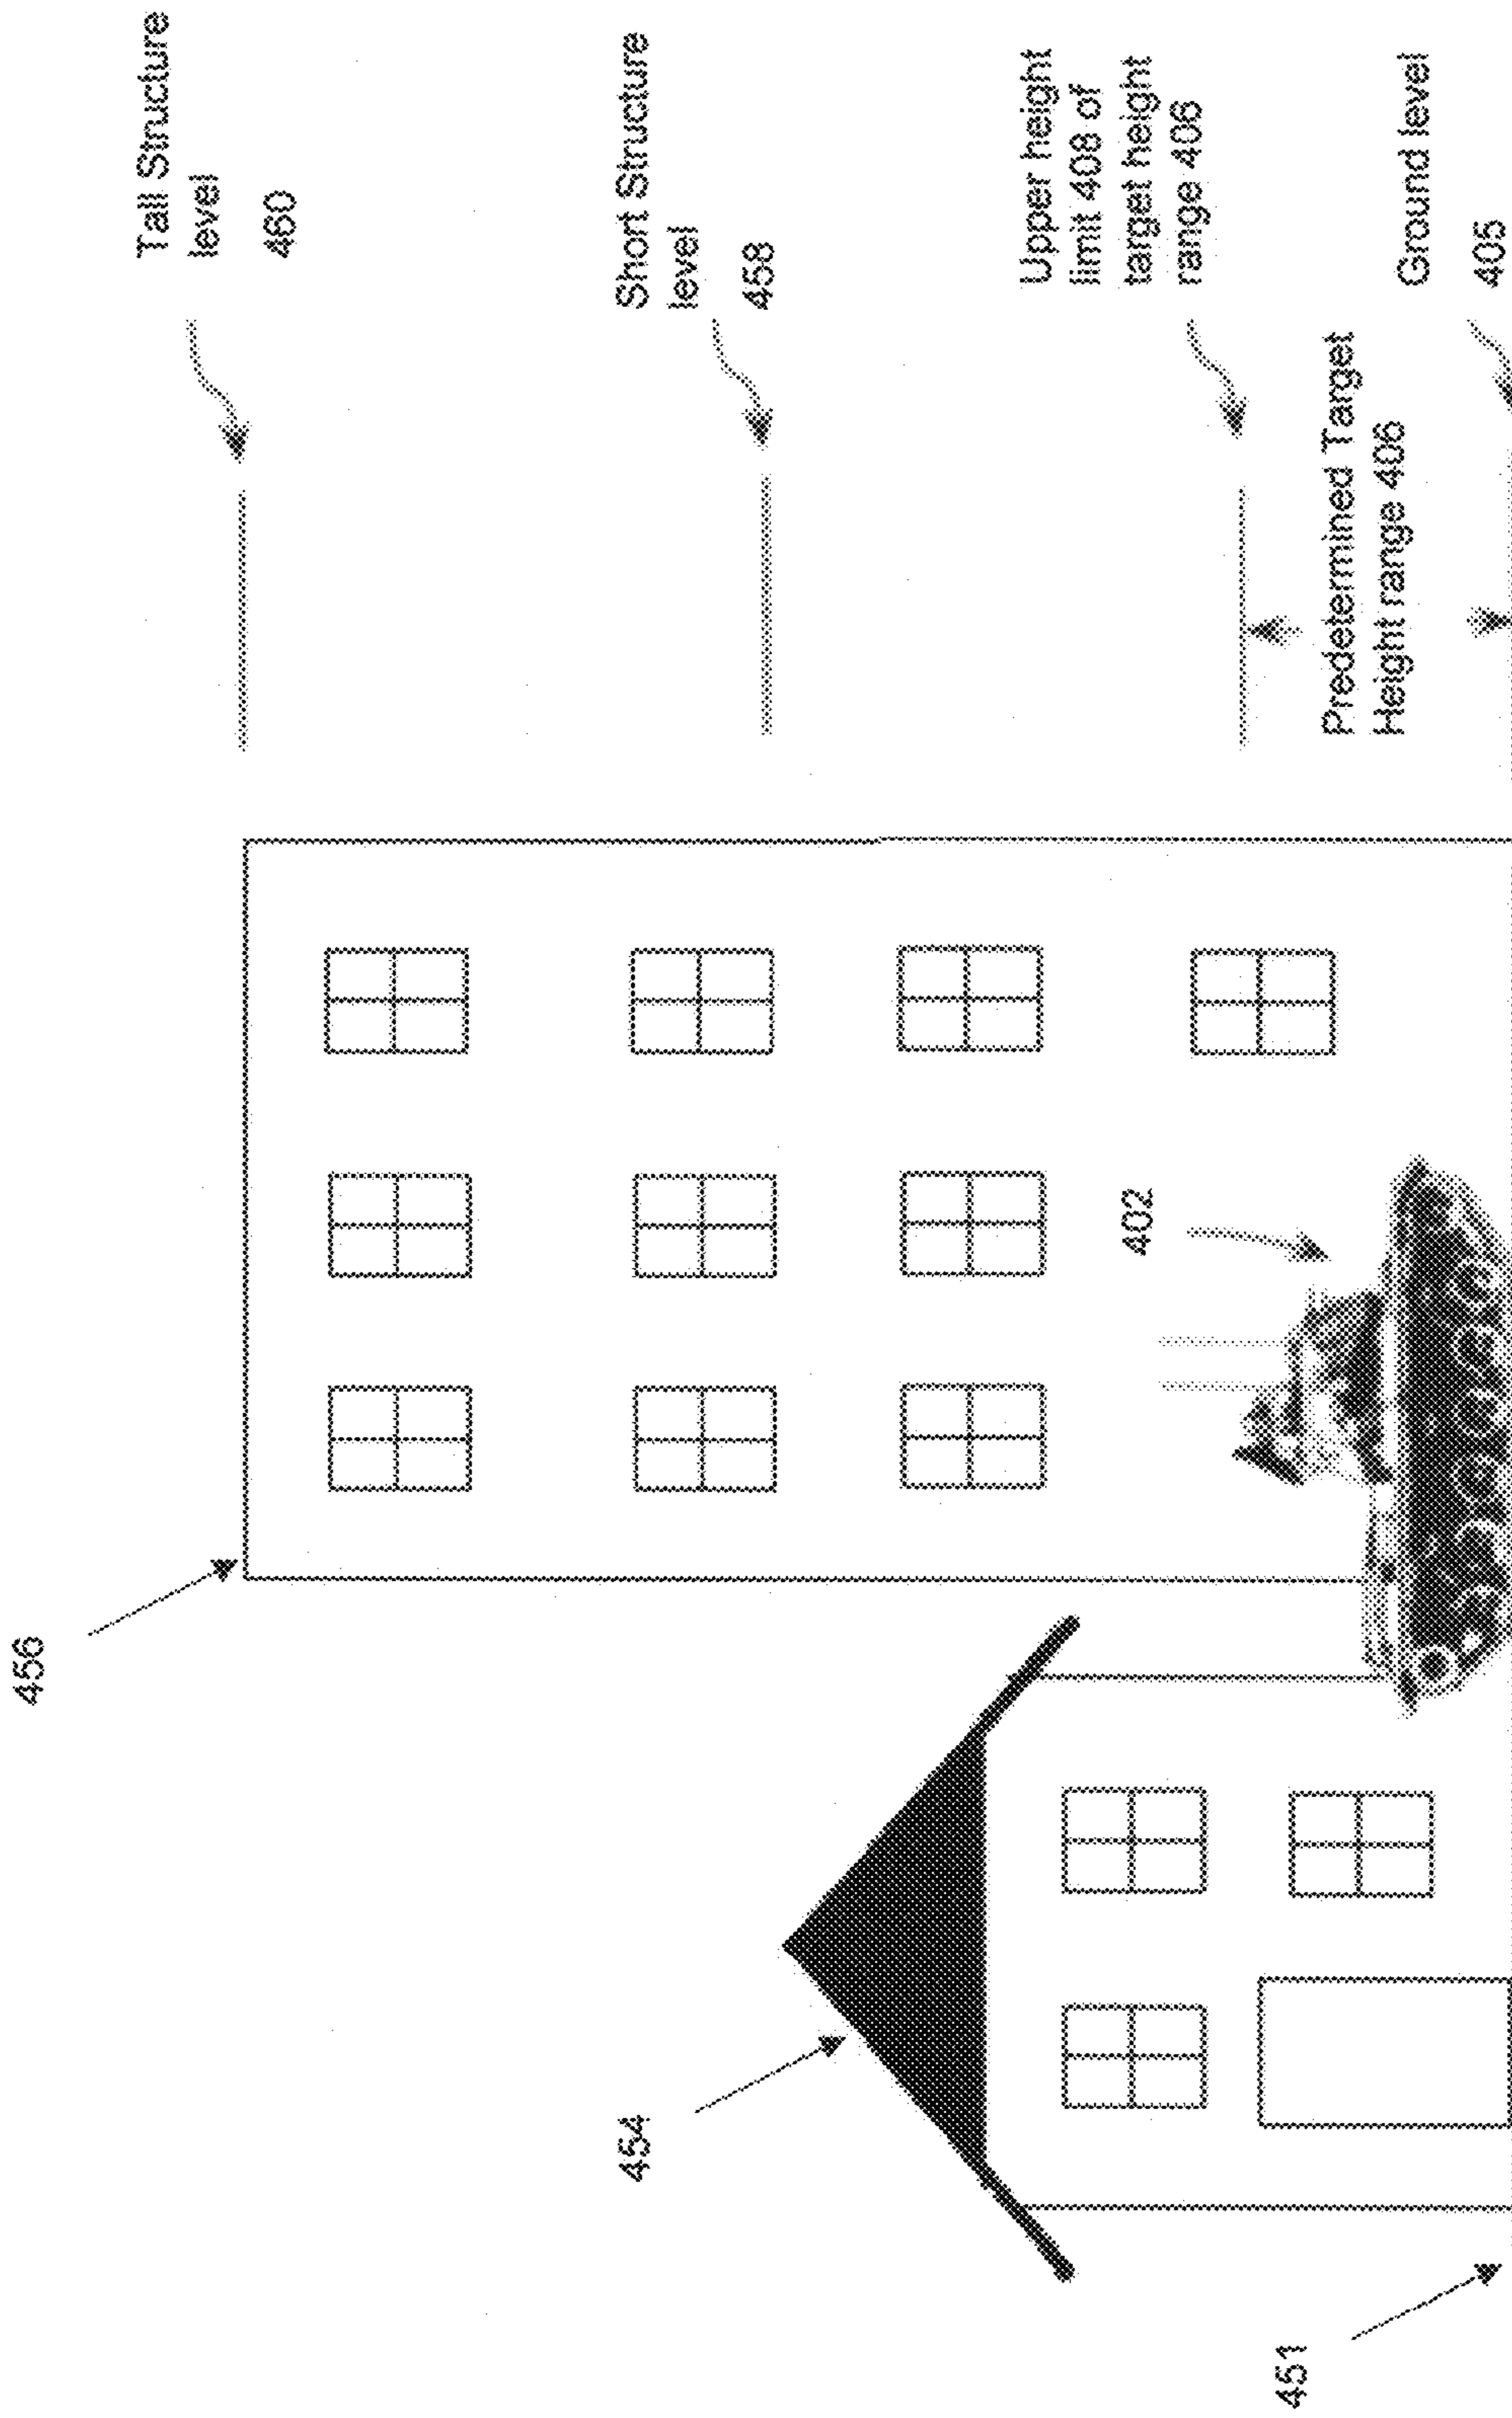 456
Tall Structure
level
460
454
Short Structure
level
458
402
Upper height
limit 408 of
target height
range 406
Predetermined Target
Height range 406
451
Ground level
405